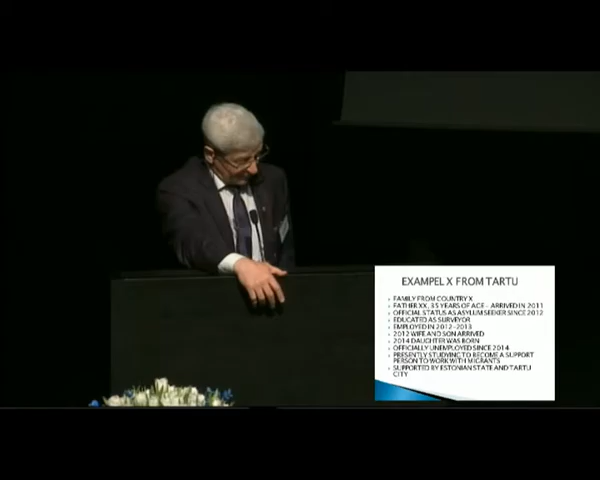 EXAMPEL X FROM TARTU
FAMILY FROM COUNTRY X
FATHER XX, 35 YEARS OF AGE - ARRIVED IN 2011
OFFICIAL STATUS AS ASYLUM SEEKER SINCE 2012
EDUCATED AS SURVEYOR
EMPLOYED IN 2012-2013
2012 WIFE AND SON ARRIVED
2014 DAUGHTER WAS BORN
OFFICIALLY UNEMPLOYED SINCE 2014
PRESENTLY STUDYING TO BECOME A SUPPORT
PERSON TO WORK WITH MIGRANTS
SUPPORTED BY ESTONIAN STATE AND TARTU
CITY